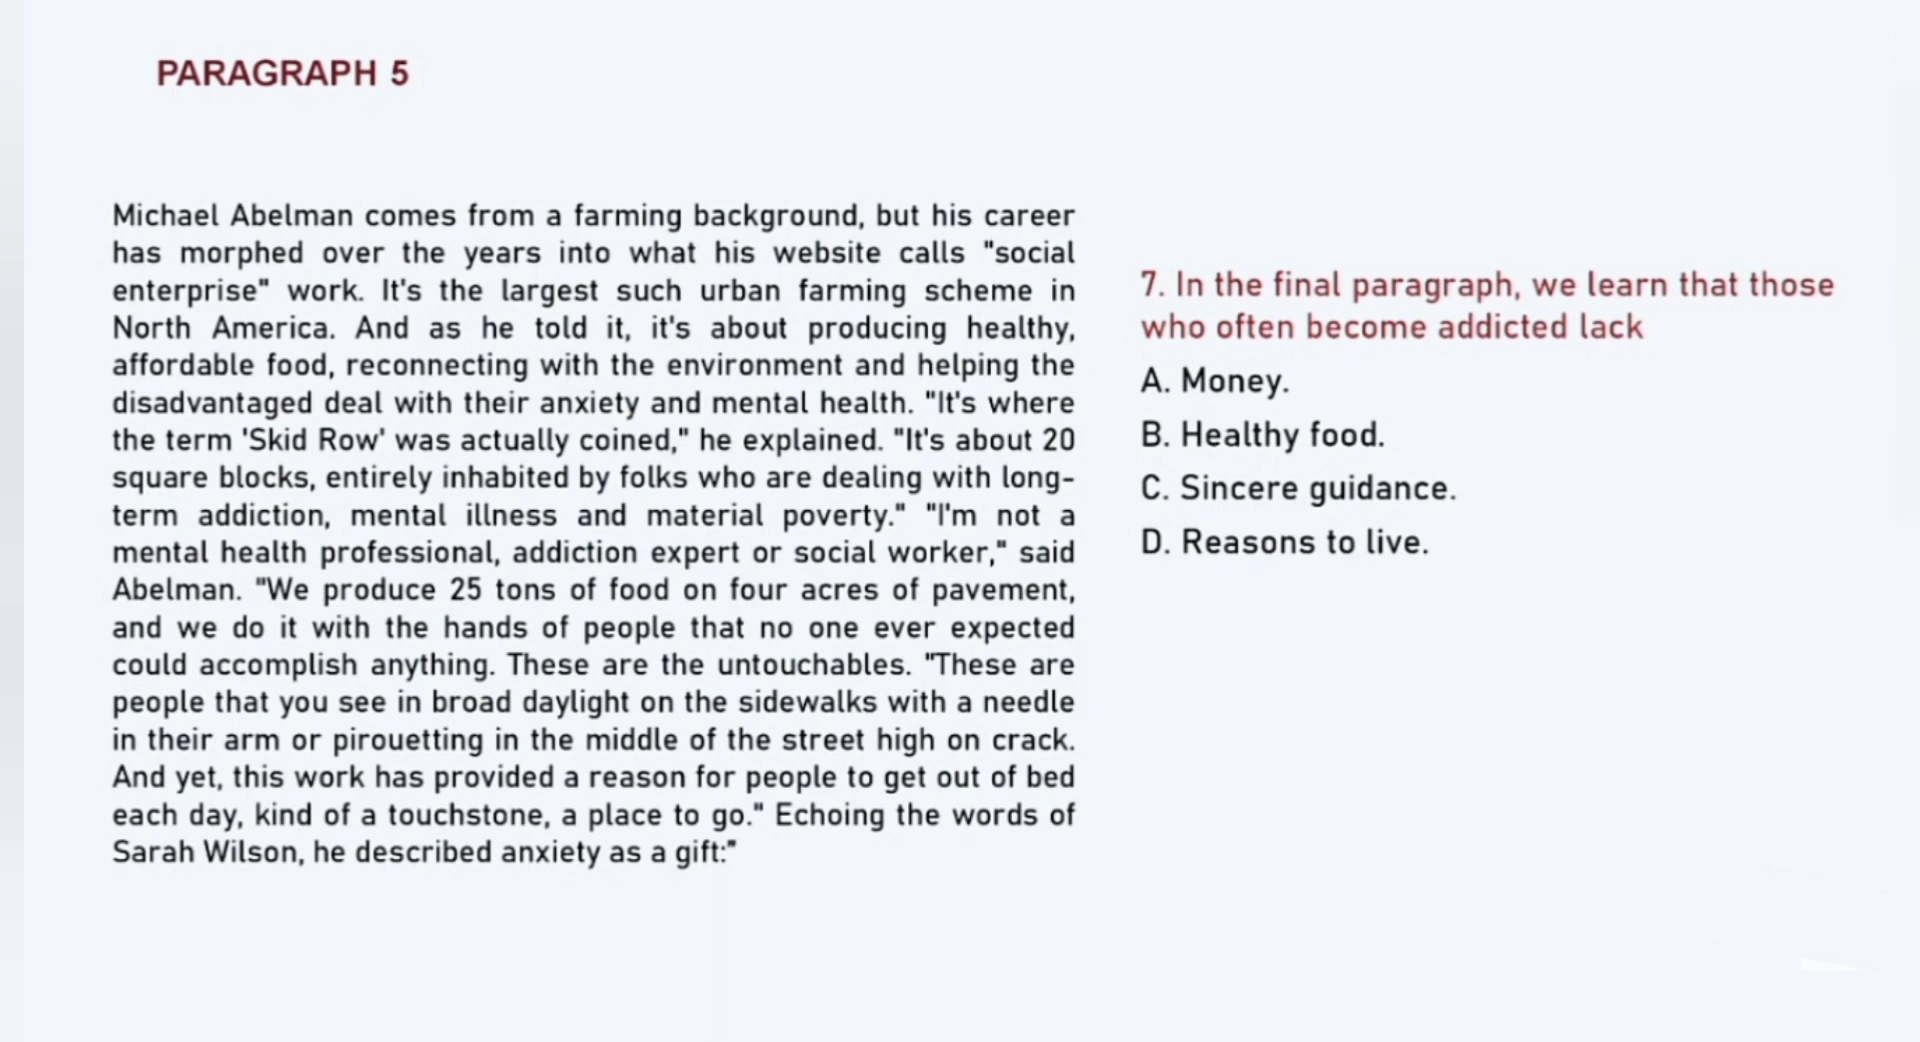 PARAGRAPH 5
Michael Abelman comes from a farming background, but his career
has morphed over the years into what his website calls "social
enterprise" work. It's the largest such urban farming scheme in
North America. And as he told it, it's about producing healthy,
affordable food, reconnecting with the environment and helping the
disadvantaged deal with their anxiety and mental health. "It's where
the term 'Skid Row' was actually coined," he explained. "It's about 20
square blocks, entirely inhabited by folks who are dealing with long-
term addiction, mental illness and material poverty." "I'm not a
mental health professional, addiction expert or social worker," said
Abelman. "We produce 25 tons of food on four acres of pavement,
and we do it with the hands of people that no one ever expected
could accomplish anything. These are the untouchables. "These are
people that you see in broad daylight on the sidewalks with a needle
in their arm or pirouetting in the middle of the street high on crack.
And yet, this work has provided a reason for people to get out of bed
each day, kind of a touchstone, a place to go." Echoing the words of
Sarah Wilson, he described anxiety as a gift:"
7. In the final paragraph, we learn that those
who often become addicted lack
A. Money.
B. Healthy food.
C. Sincere guidance.
D. Reasons to live.